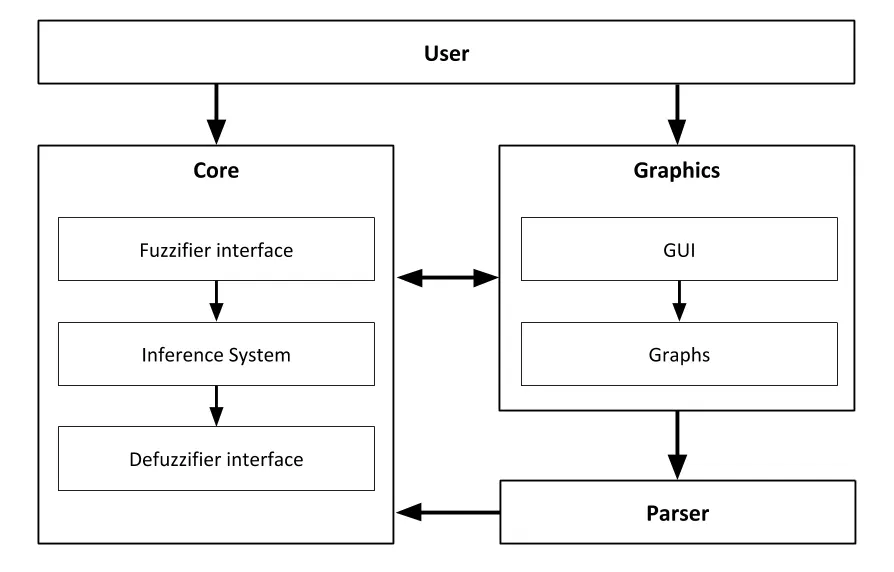 User
Core
Graphics
Fuzzifier interface
GUI
Inference System
Graphs
Defuzzifier interface
Parser